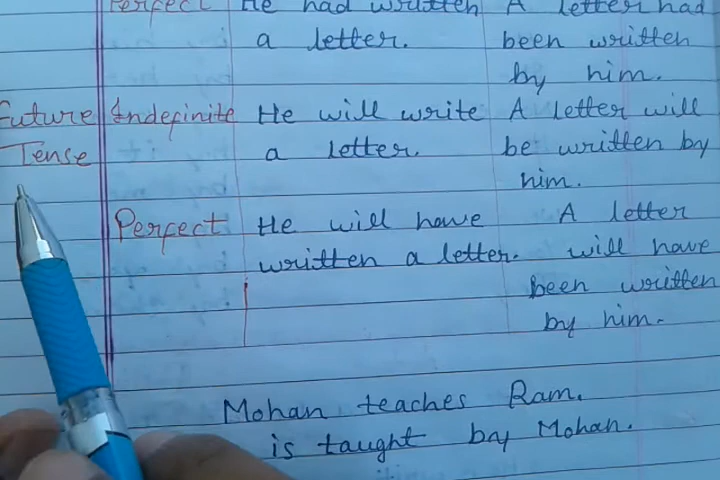 Perfect He had written A letter had
a letter. been written
by him.
Future Indefinite He will write A letter will
Tense a letter. be written by
him.
Perfect He will have A letter
written a letter. will have
been written
by him.
Mohan teaches Ram.
is taught by Mohan.